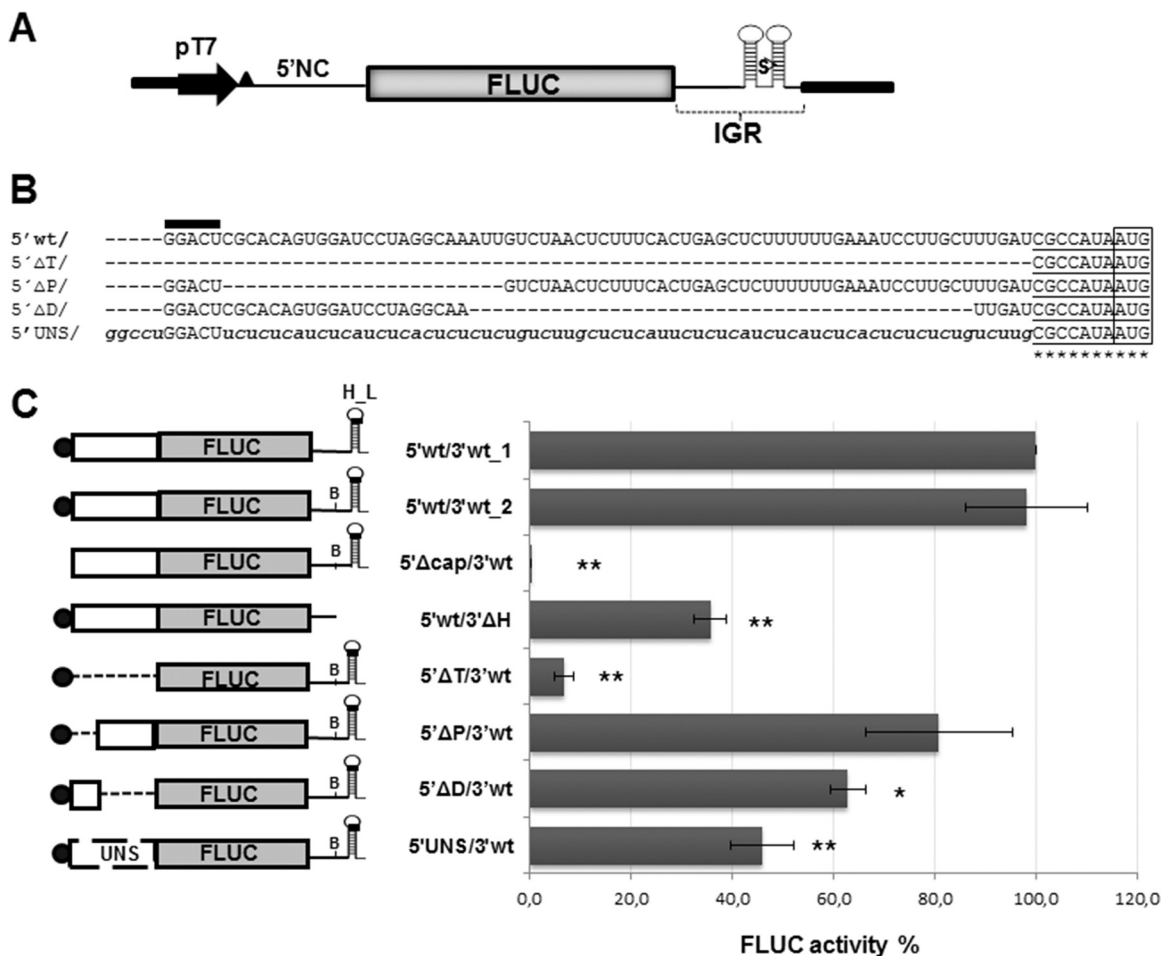 A
pT7
5'NC
FLUC
$
IGR
B
5'wt/ -----GGACUCGCACAGUGGAUCCUAGGCAAAUUGUCUAACUCUUUCACUGAGCUCUUUUUUGAAAUCCUUGCUUUGAUCGCCAUAAUG
5´ΔT/ -------------------------------------------------------------------------------CGCCAUAAUG
5´ΔP/ -----GGACU------------------------GUCUAACUCUUUCACUGAGCUCUUUUUUGAAAUCCUUGCUUUGAUCGCCAUAAUG
5´ΔD/ -----GGACUCGCACAGUGGAUCCUAGGCAA-------------------------------------------UUGAUCGCCAUAAUG
5'UNS/ ggccuGGACUucucucaucucaucucacucucucugucuugcucucauucucucaucucaucucacucucucugucuugCGCCAUAAUG
**********
C
H_L
FLUC 5'wt/3'wt_1
FLUC B 5'wt/3'wt_2
FLUC B 5'Δcap/3'wt **
FLUC 5'wt/3'ΔH **
FLUC B 5'ΔT/3'wt **
FLUC B 5'ΔP/3'wt
FLUC B 5'ΔD/3'wt *
UNS FLUC B 5'UNS/3'wt **
0,0 20,0 40,0 60,0 80,0 100,0 120,0
FLUC activity %